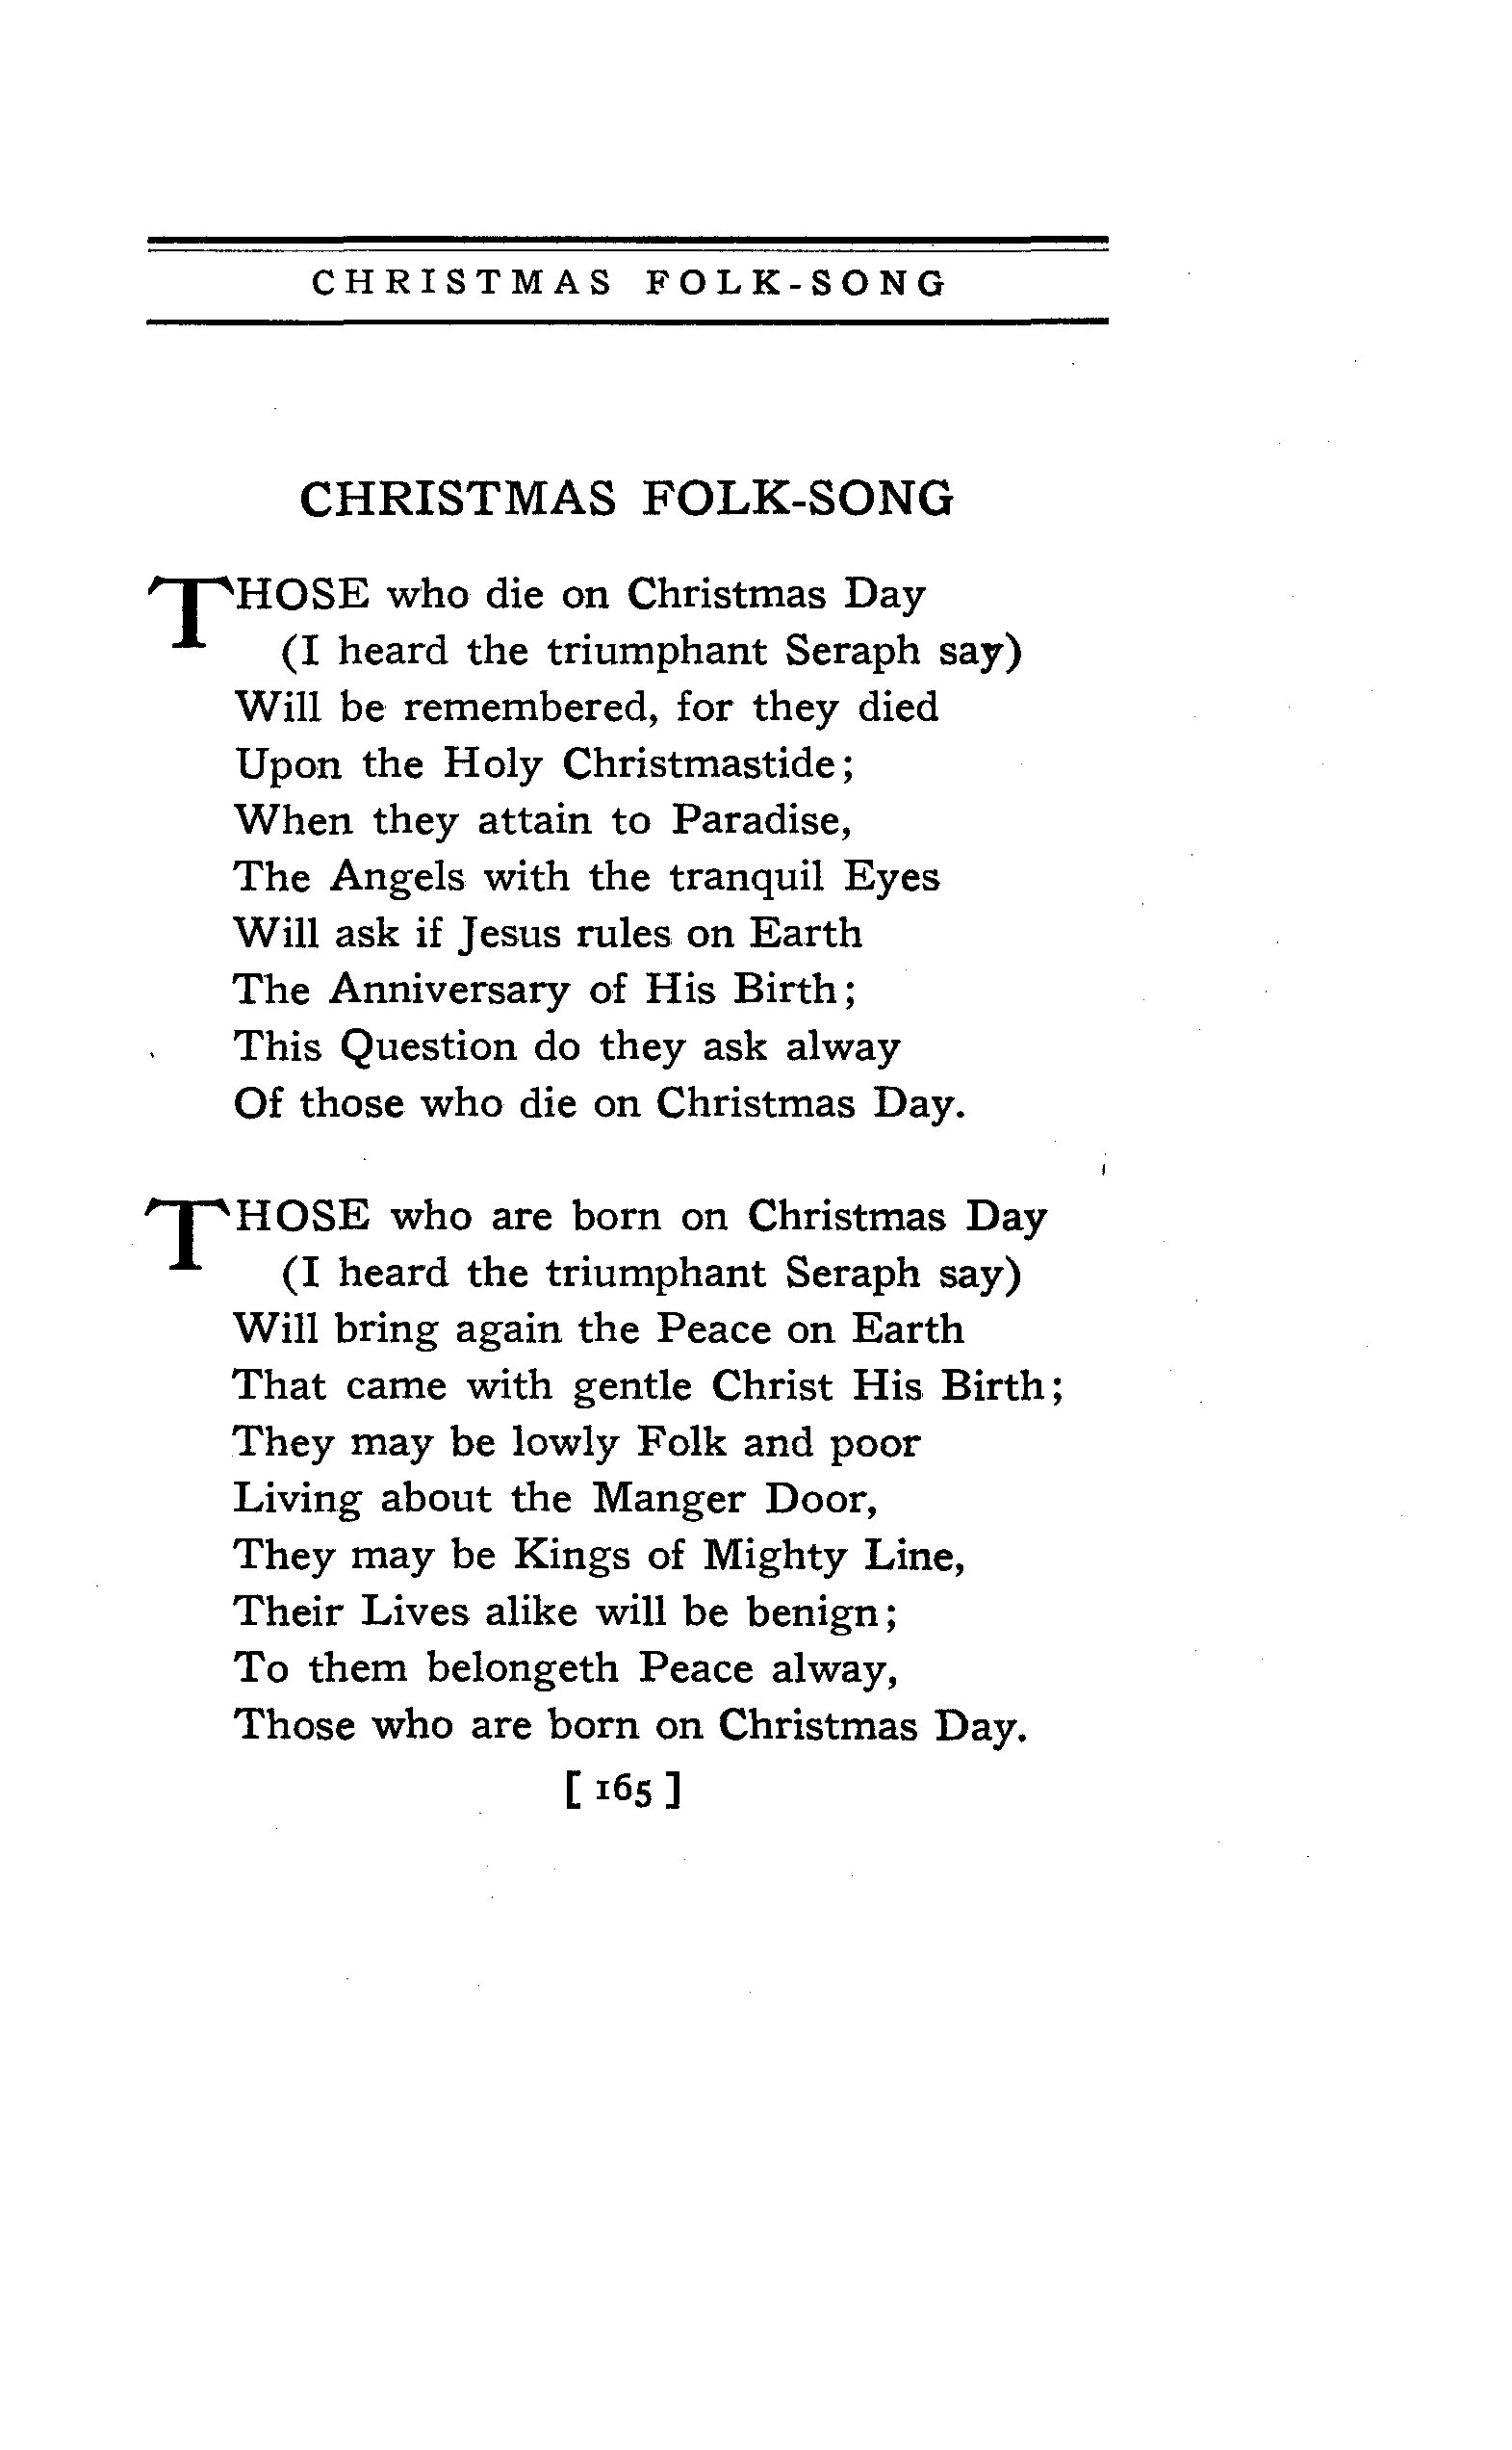 CHRISTMAS FOLK-SONG
CHRISTMAS FOLK-SONG
THOSE who die on Christmas Day
(I heard the triumphant Seraph say)
Will be remembered, for they died
Upon the Holy Christmastide;
When they attain to Paradise,
The Angels with the tranquil Eyes
Will ask if Jesus rules on Earth
The Anniversary of His Birth;
This Question do they ask alway
Of those who die on Christmas Day.
THOSE who are born on Christmas Day
(I heard the triumphant Seraph say)
Will bring again the Peace on Earth
That came with gentle Christ His Birth;
They may be lowly Folk and poor
Living about the Manger Door,
They may be Kings of Mighty Line,
Their Lives alike will be benign;
To them belongeth Peace alway,
Those who are born on Christmas Day.
[ 165 ]